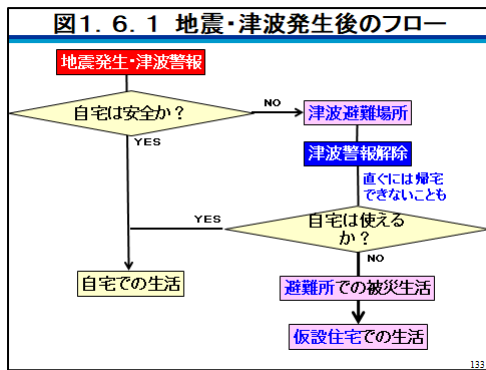 図1．6．1 地震・津波発生後のフロー
地震発生・津波警報
自宅は安全か？
NO
津波避難場所
YES
津波警報解除
直ぐには帰宅
できないことも
YES
自宅は使える
か？
NO
自宅での生活
避難所での被災生活
仮設住宅での生活
133